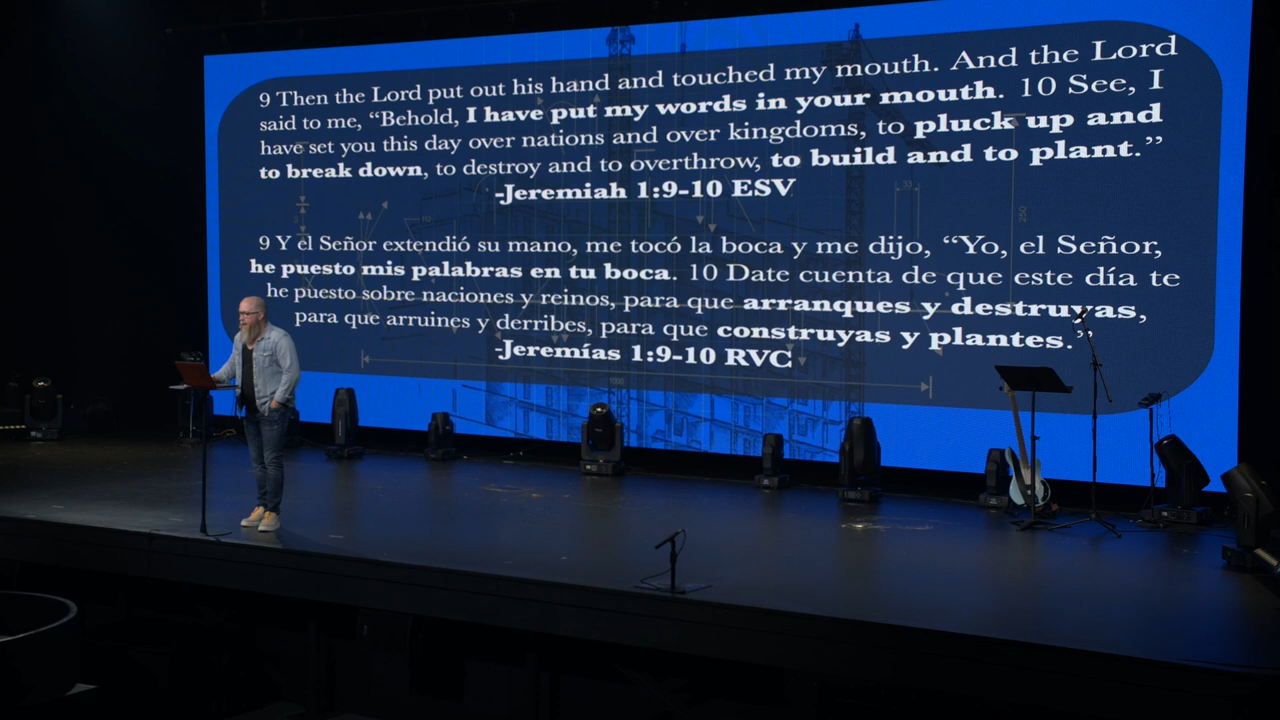 9 Then the Lord put out his hand and touched my mouth. And the Lord
said to me, “Behold, I have put my words in your mouth. 10 See, I
have set you this day over nations and over kingdoms, to pluck up and
to break down, to destroy and to overthrow, to build and to plant.”
-Jeremiah 1:9-10 ESV
9 Y el Señor extendió su mano, me tocó la boca y me dijo, “Yo, el Señor,
he puesto mis palabras en tu boca. 10 Date cuenta de que este día te
he puesto sobre naciones y reinos, para que arranques y destruyas,
para que arruines y derribes, para que construyas y plantes.”
-Jeremías 1:9-10 RVC
1000
250